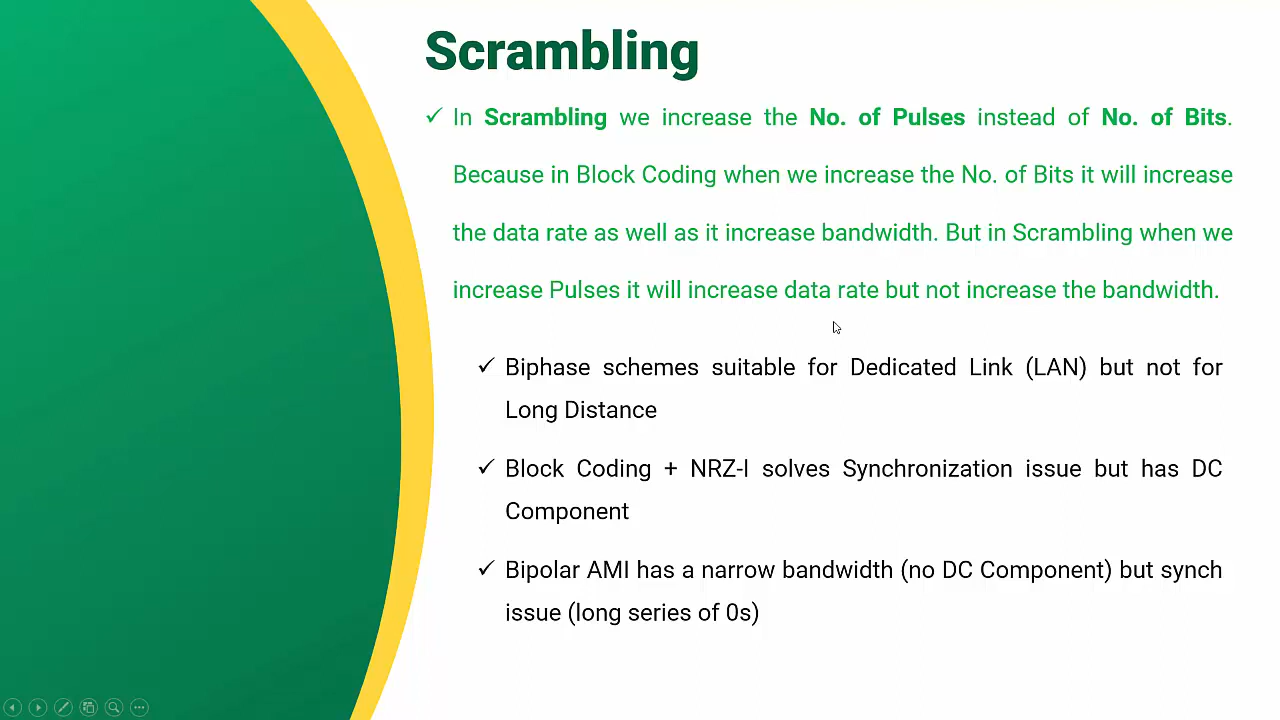 Scrambling
✓ In Scrambling we increase the No. of Pulses instead of No. of Bits.
Because in Block Coding when we increase the No. of Bits it will increase
the data rate as well as it increase bandwidth. But in Scrambling when we
increase Pulses it will increase data rate but not increase the bandwidth.
✓ Biphase schemes suitable for Dedicated Link (LAN) but not for
Long Distance
✓ Block Coding + NRZ-I solves Synchronization issue but has DC
Component
✓ Bipolar AMI has a narrow bandwidth (no DC Component) but synch
issue (long series of 0s)